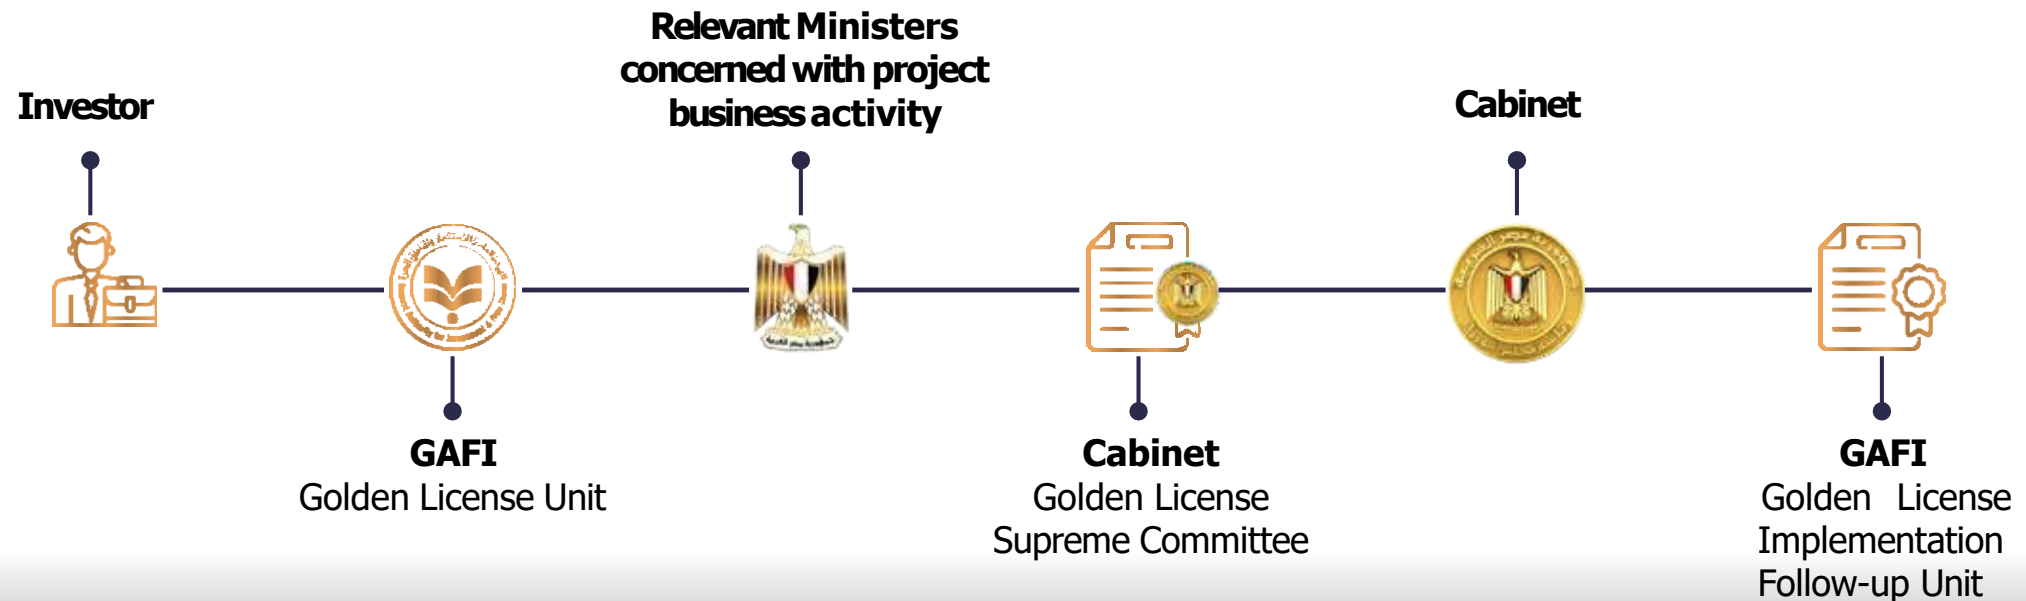 Investor
Relevant Ministers
concerned with project
business activity
Cabinet
GAFI
Golden License Unit
Cabinet
Golden License
Supreme Committee
GAFI
Golden License
Implementation
Follow-up Unit